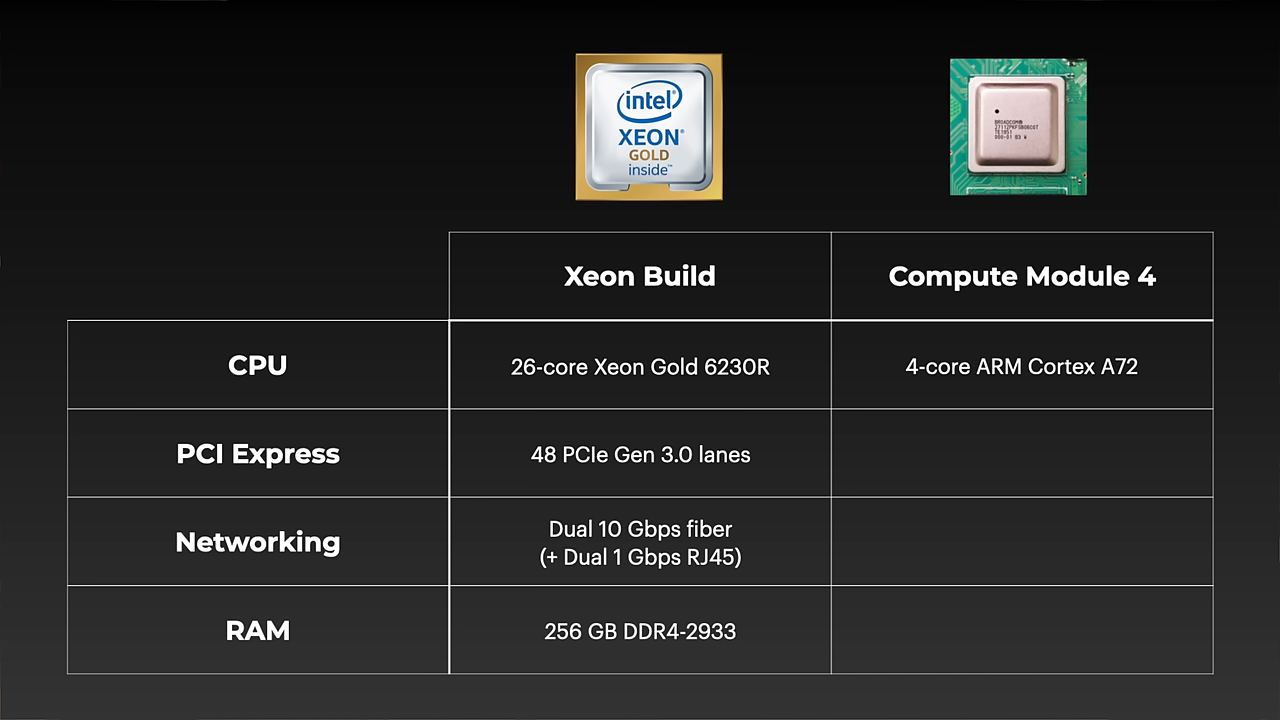 intel
XEON®
GOLD
inside™
BROADCOM®
Xeon Build
Compute Module 4
CPU
26-core Xeon Gold 6230R
4-core ARM Cortex A72
PCI Express
48 PCIe Gen 3.0 lanes
Networking
Dual 10 Gbps fiber
(+ Dual 1 Gbps RJ45)
RAM
256 GB DDR4-2933